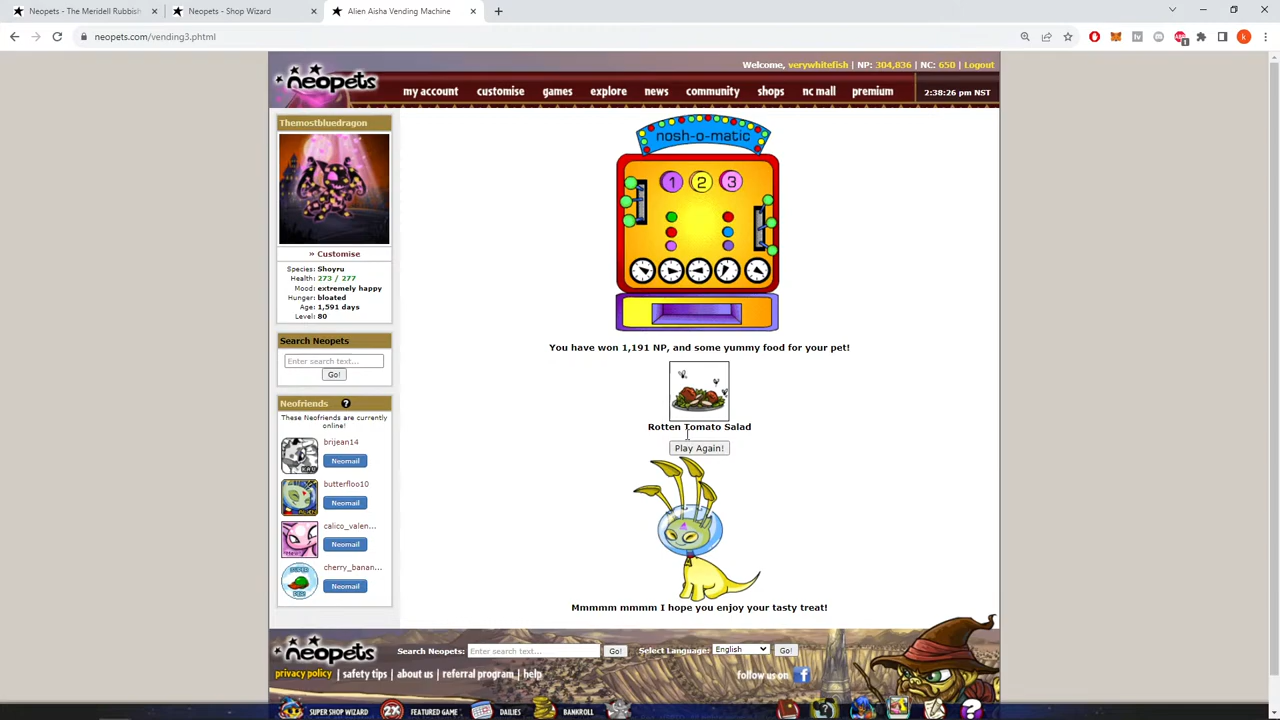 Neopets - The Meridell Rubbish
Neopets - Shop Wizard
Alien Aisha Vending Machine
neopets.com/vending3.phtml
Welcome, verywhitefish | NP: 304,836 | NC: 650 | Logout
neopets
my account customise games explore news community shops nc mall premium 2:38:26 pm NST
Themostbluedragon
» Customise
Species: Shoyru
Health: 273 / 277
Mood: extremely happy
Hunger: bloated
Age: 1,591 days
Level: 80
Search Neopets
Enter search text...
Go!
Neofriends ?
These Neofriends are currently
online!
brijean14
Neomail
butterfloo10
Neomail
calico_valen...
Neomail
cherry_banan...
Neomail
nosh-o-matic
1 2 3
You have won 1,191 NP, and some yummy food for your pet!
Rotten Tomato Salad
Play Again!
Mmmmm mmmm I hope you enjoy your tasty treat!
neopets
Search Neopets: Enter search text... Go! Select Language: English Go!
privacy policy | safety tips | about us | referral program | help
follow us on f
SUPER SHOP WIZARD 2X FEATURED GAME DAILIES BANKROLL